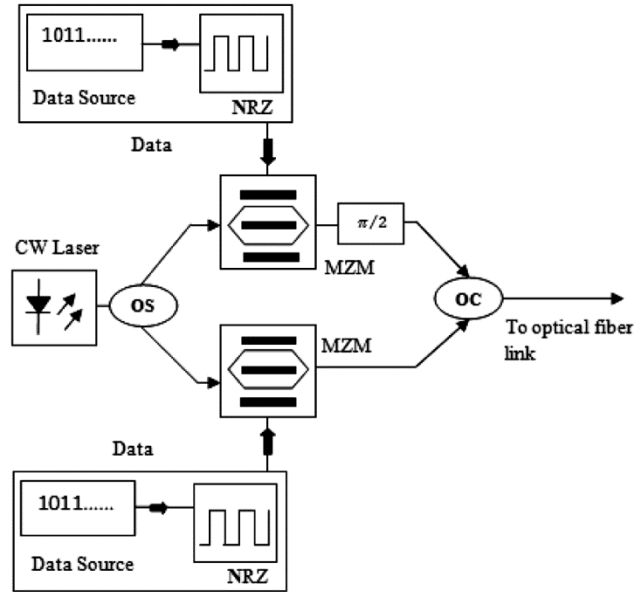 1011......
Data Source
NRZ
Data
π/2
CW Laser
MZM
OS
OC
MZM
To optical fiber
link
Data
1011......
Data Source
NRZ